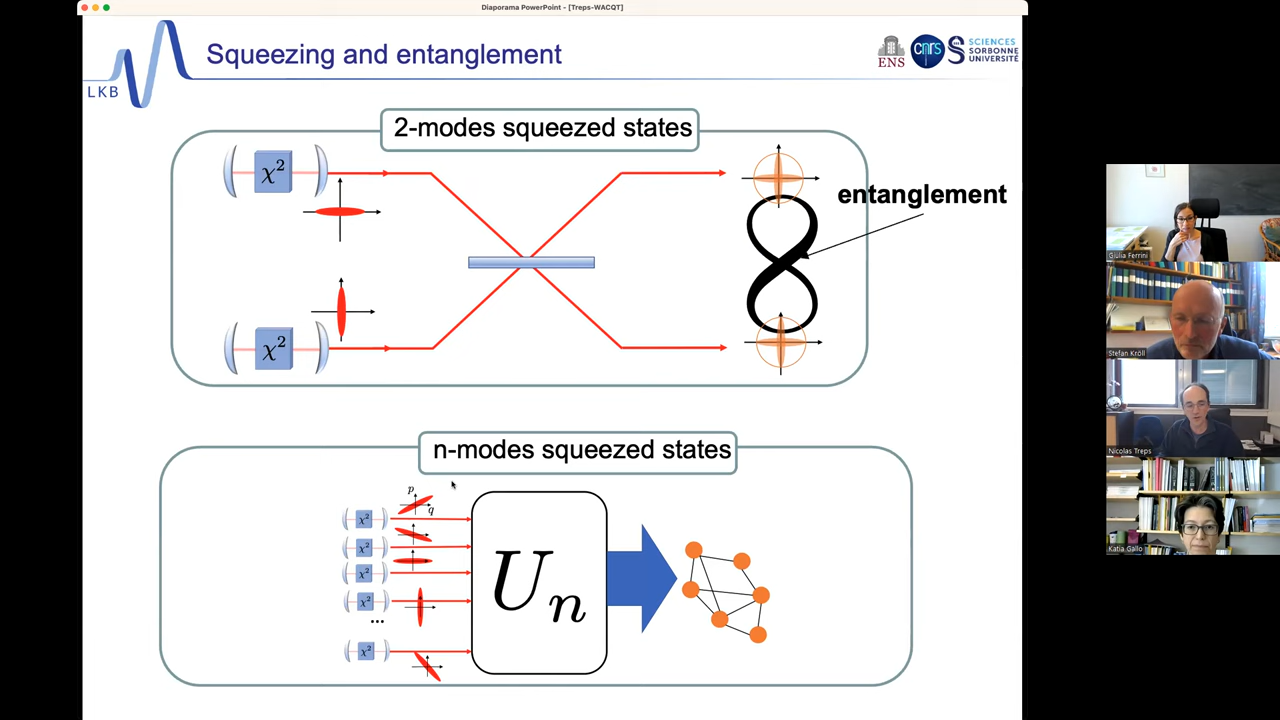 Diaporama PowerPoint - [Treps-WACQT]
Squeezing and entanglement
LKB
ENS
cnrs
SCIENCES
SORBONNE
UNIVERSITÉ
2-modes squeezed states
χ²
entanglement
χ²
n-modes squeezed states
p
q
χ²
χ²
χ²
χ²
...
χ²
Uₙ
Giulia Ferrini
Stefan Kröll
Nicolas Treps
Katia Gallo